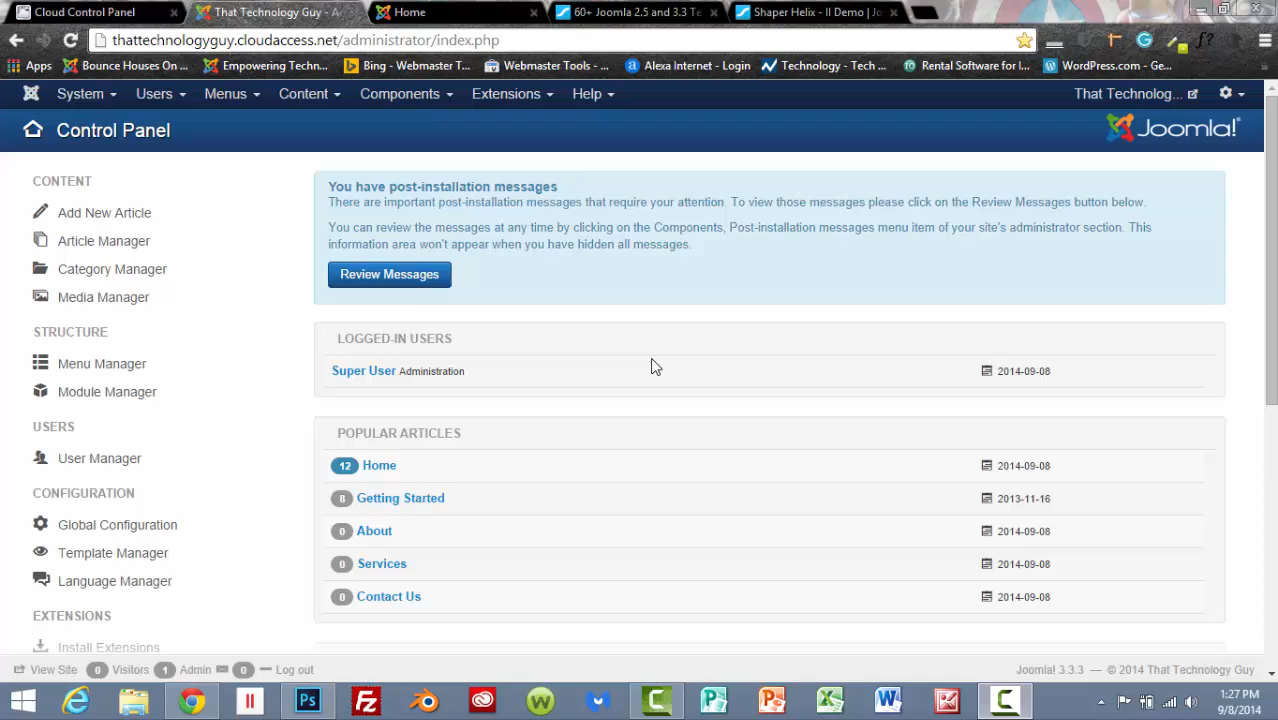 Cloud Control Panel
That Technology Guy - A
Home
60+ Joomla 2.5 and 3.3 Te
Shaper Helix - II Demo | Jo
thattechnologyguy.cloudaccess.net/administrator/index.php
Apps
Bounce Houses On...
Empowering Techn...
Bing - Webmaster T...
Webmaster Tools - ...
Alexa Internet - Login
Technology - Tech ...
Rental Software for I...
WordPress.com - Ge...
System
Users
Menus
Content
Components
Extensions
Help
That Technolog...
Control Panel
Joomla!
CONTENT
Add New Article
Article Manager
Category Manager
Media Manager
STRUCTURE
Menu Manager
Module Manager
USERS
User Manager
CONFIGURATION
Global Configuration
Template Manager
Language Manager
EXTENSIONS
Install Extensions
You have post-installation messages
There are important post-installation messages that require your attention. To view those messages please click on the Review Messages button below.
You can review the messages at any time by clicking on the Components, Post-installation messages menu item of your site's administrator section. This
information area won't appear when you have hidden all messages.
Review Messages
LOGGED-IN USERS
Super User Administration 2014-09-08
POPULAR ARTICLES
12 Home 2014-09-08
8 Getting Started 2013-11-16
0 About 2014-09-08
0 Services 2014-09-08
0 Contact Us 2014-09-08
View Site 0 Visitors 1 Admin 0 Log out
Joomla! 3.3.3 — © 2014 That Technology Guy
1:27 PM
9/8/2014